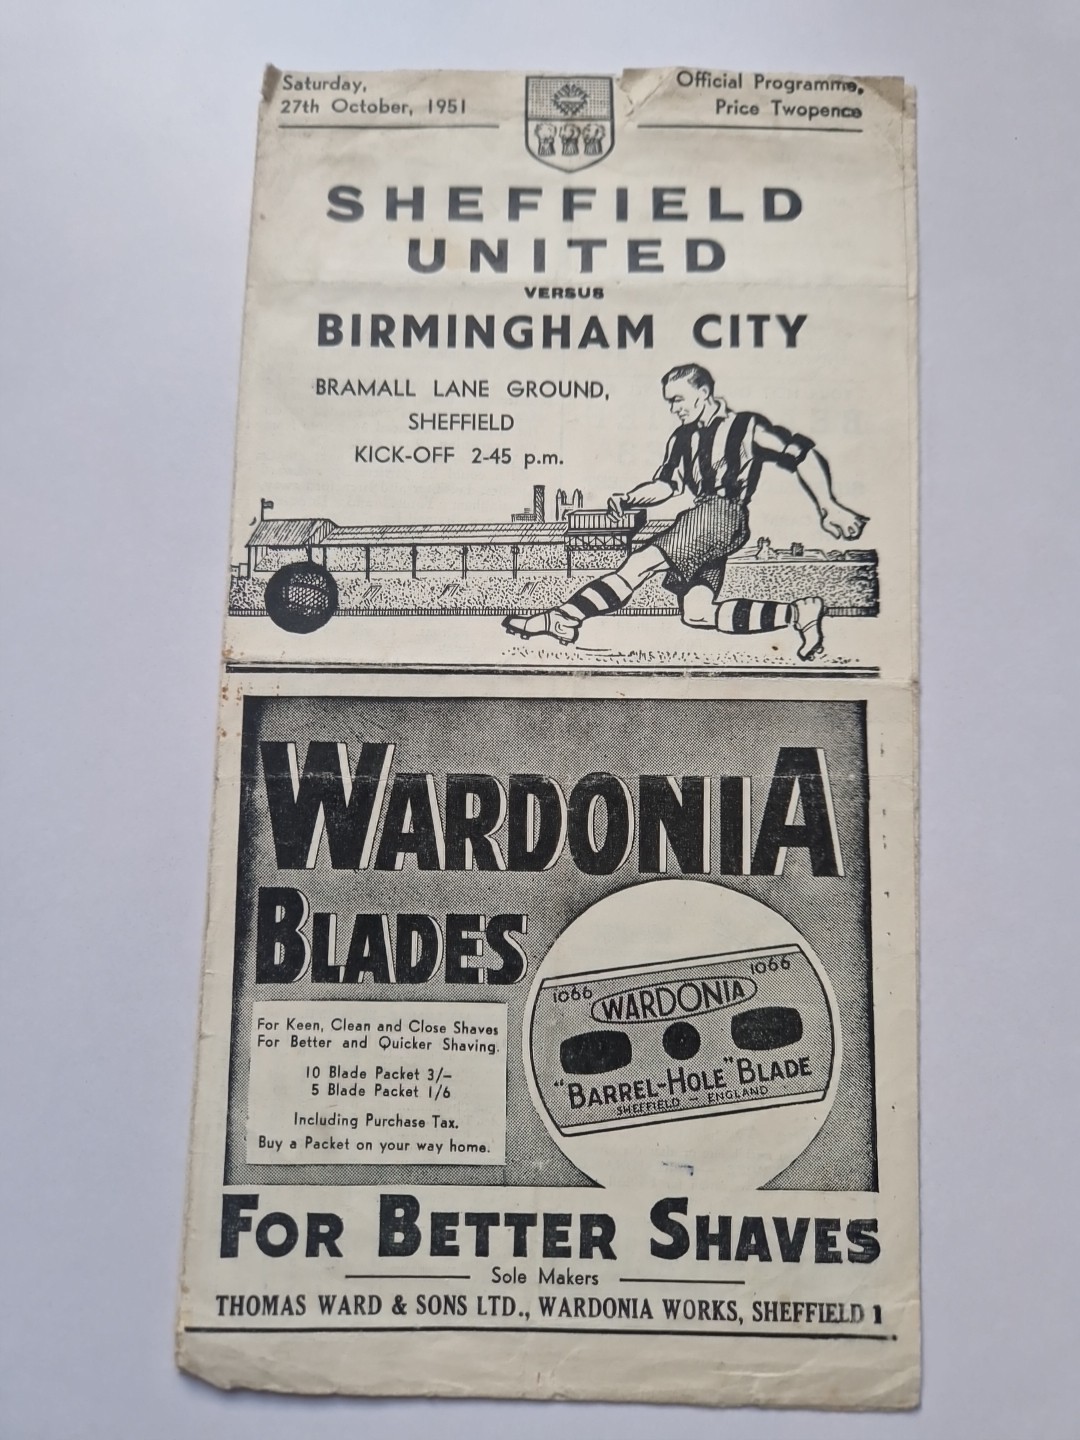 Saturday,
27th October, 1951
Official Programme,
Price Twopence
SHEFFIELD
UNITED
VERSUS
BIRMINGHAM CITY
BRAMALL LANE GROUND,
SHEFFIELD
KICK-OFF 2-45 p.m.
WARDONIA
BLADES
For Keen, Clean and Close Shaves
For Better and Quicker Shaving.
10 Blade Packet 3/-
5 Blade Packet 1/6
Including Purchase Tax.
Buy a Packet on your way home.
1066 WARDONIA 1066
"BARREL-HOLE" BLADE
SHEFFIELD - ENGLAND
FOR BETTER SHAVES
Sole Makers
THOMAS WARD & SONS LTD., WARDONIA WORKS, SHEFFIELD 1